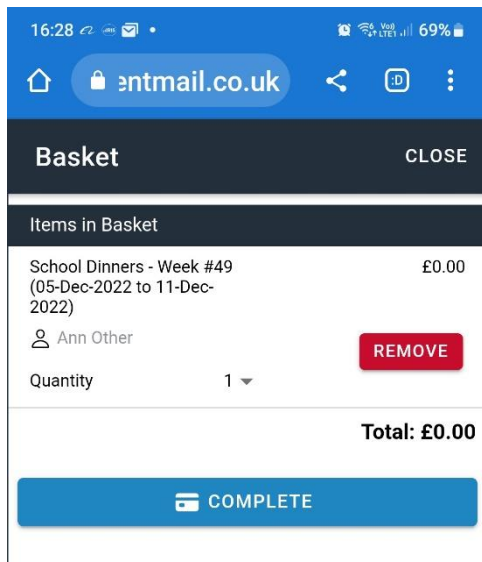 16:28 69%
:entmail.co.uk :D
Basket CLOSE
Items in Basket
School Dinners - Week #49 £0.00
(05-Dec-2022 to 11-Dec-
2022)
Ann Other
REMOVE
Quantity 1
Total: £0.00
COMPLETE